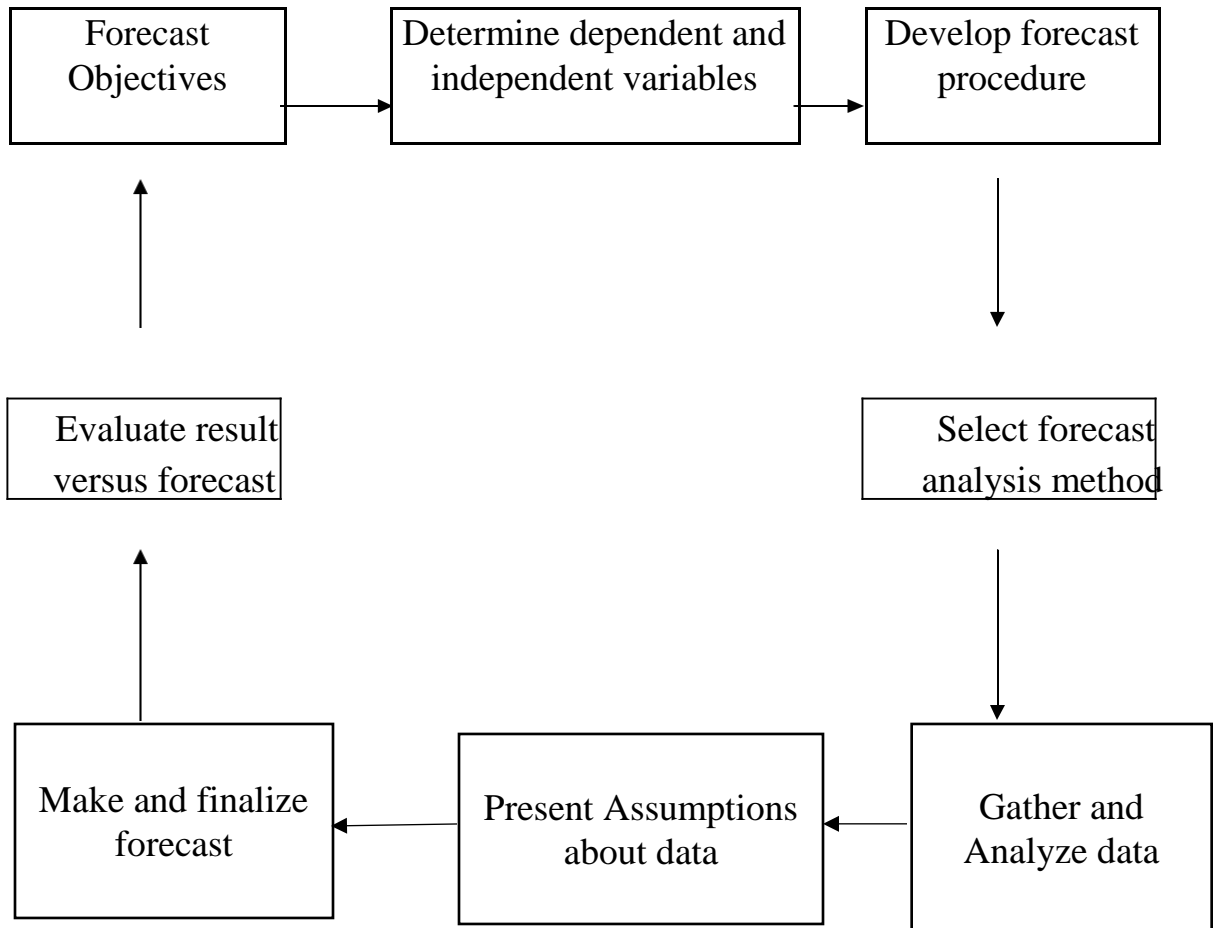 Forecast
Objectives
Determine dependent and
independent variables
Develop forecast
procedure
Select forecast
analysis method
Gather and
Analyze data
Present Assumptions
about data
Make and finalize
forecast
Evaluate result
versus forecast